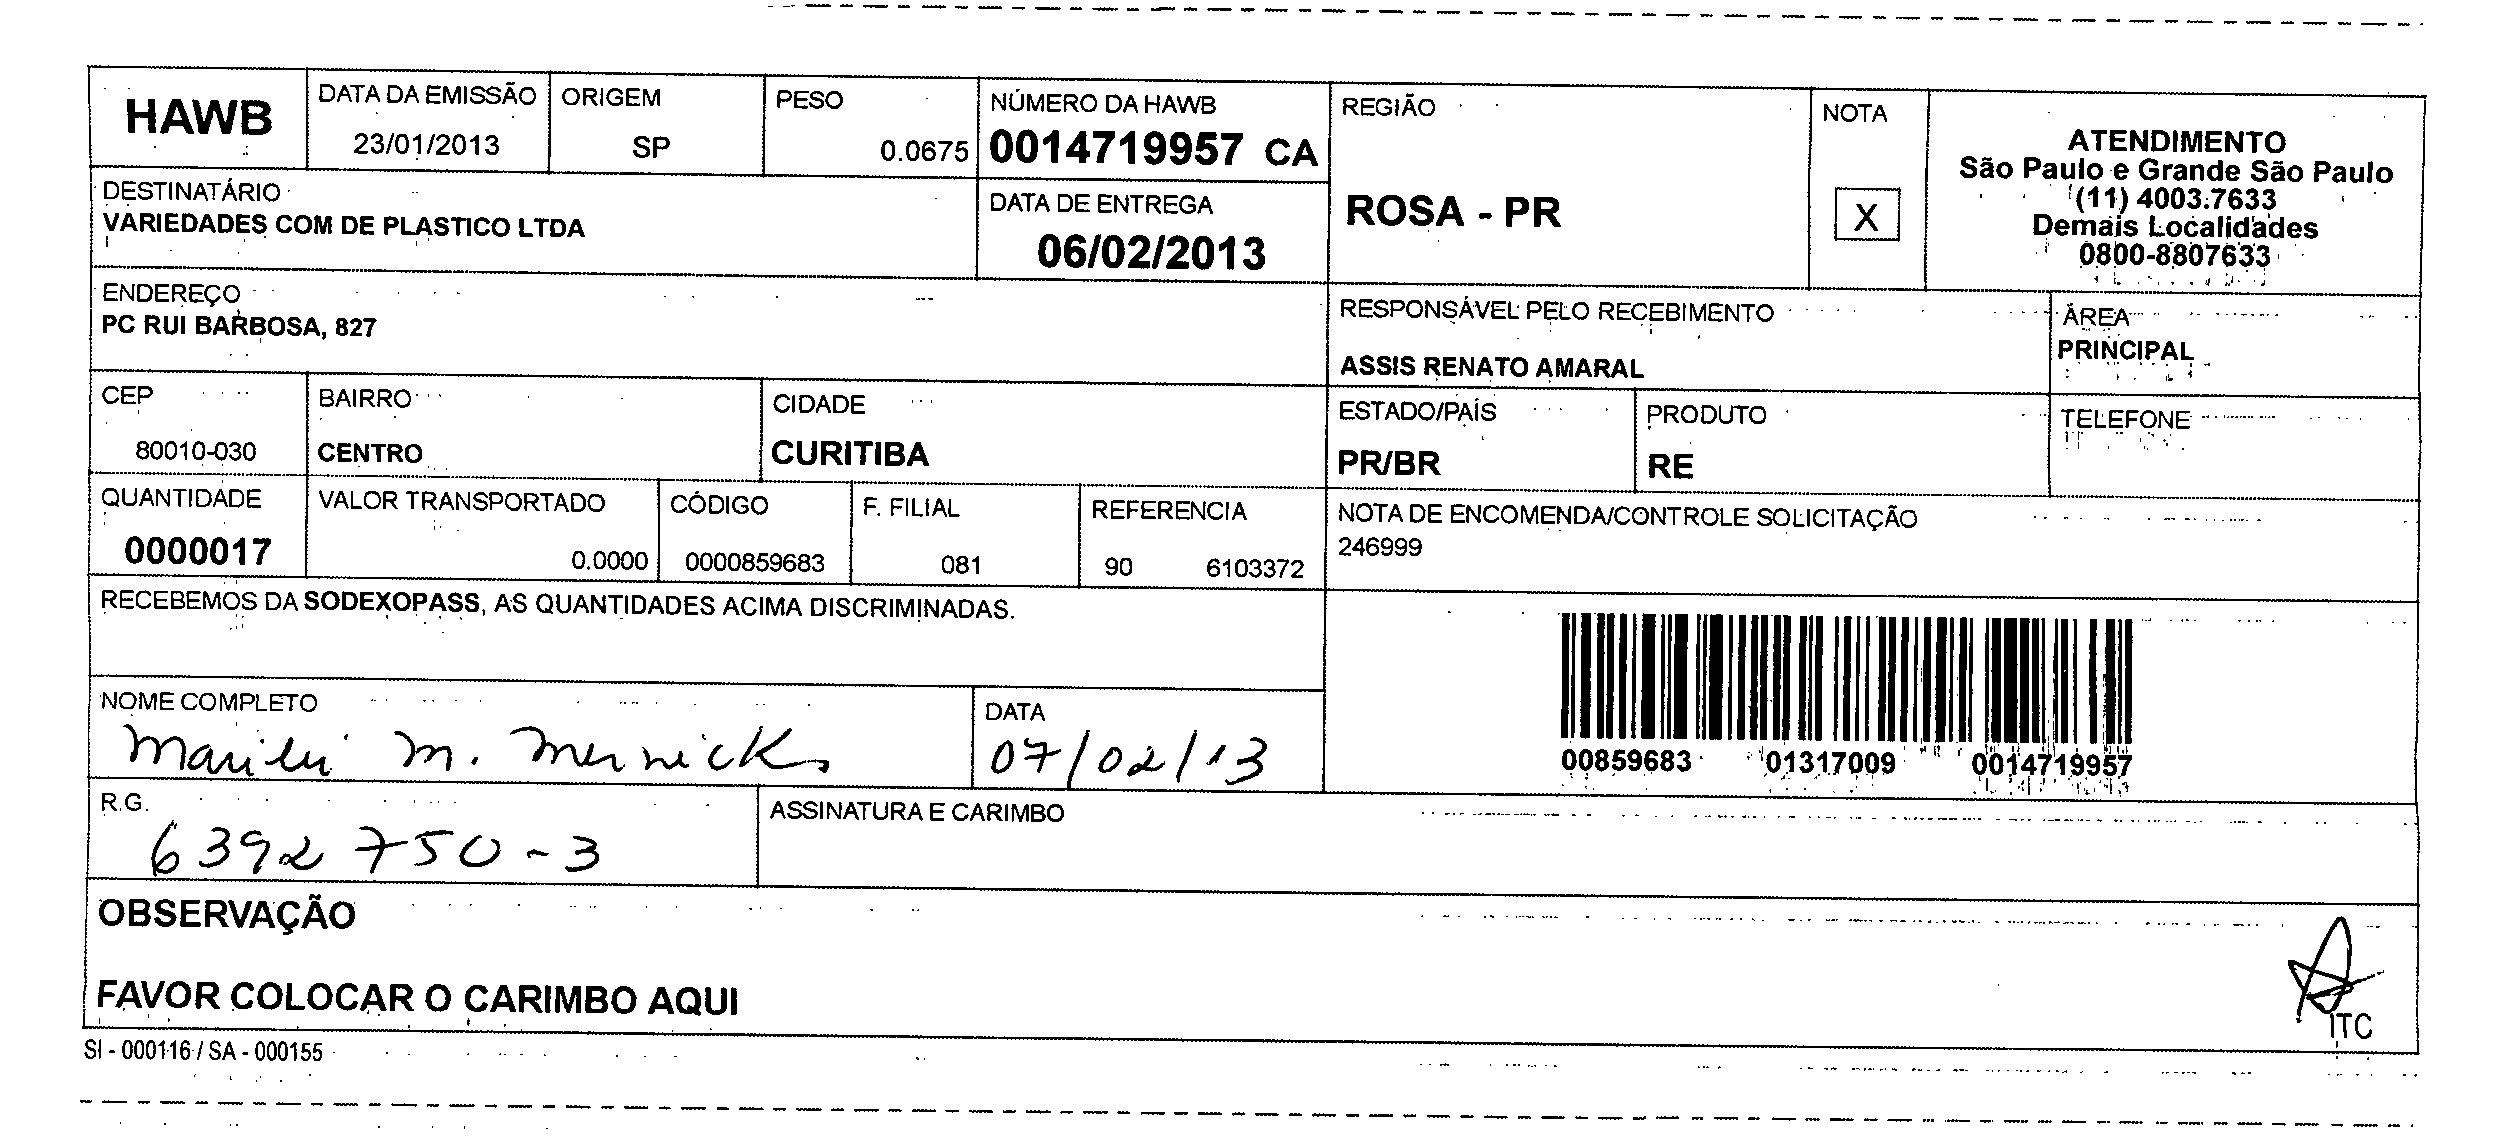 HAWB
DATA DA EMISSÃO
23/01/2013
ORIGEM
SP
PESO
0.0675
NÚMERO DA HAWB
0014719957 CA
REGIÃO
ROSA - PR
NOTA
X
ATENDIMENTO
São Paulo e Grande São Paulo
(11) 4003.7633
Demais Localidades
0800-8807633
DESTINATÁRIO
VARIEDADES COM DE PLASTICO LTDA
DATA DE ENTREGA
06/02/2013
ENDEREÇO
PC RUI BARBOSA, 827
RESPONSÁVEL PELO RECEBIMENTO
ASSIS RENATO AMARAL
ÁREA
PRINCIPAL
CEP
80010-030
BAIRRO
CENTRO
CIDADE
CURITIBA
ESTADO/PAÍS
PR/BR
PRODUTO
RE
TELEFONE
QUANTIDADE
0000017
VALOR TRANSPORTADO
0.0000
CÓDIGO
0000859683
F. FILIAL
081
REFERENCIA
90 6103372
NOTA DE ENCOMENDA/CONTROLE SOLICITAÇÃO
246999
RECEBEMOS DA SODEXOPASS, AS QUANTIDADES ACIMA DISCRIMINADAS.
00859683 01317009 0014719957
NOME COMPLETO
M.
DATA
07/02/13
R.G.
6392750-3
ASSINATURA E CARIMBO
OBSERVAÇÃO
FAVOR COLOCAR O CARIMBO AQUI
ITC
SI - 000116 / SA - 000155